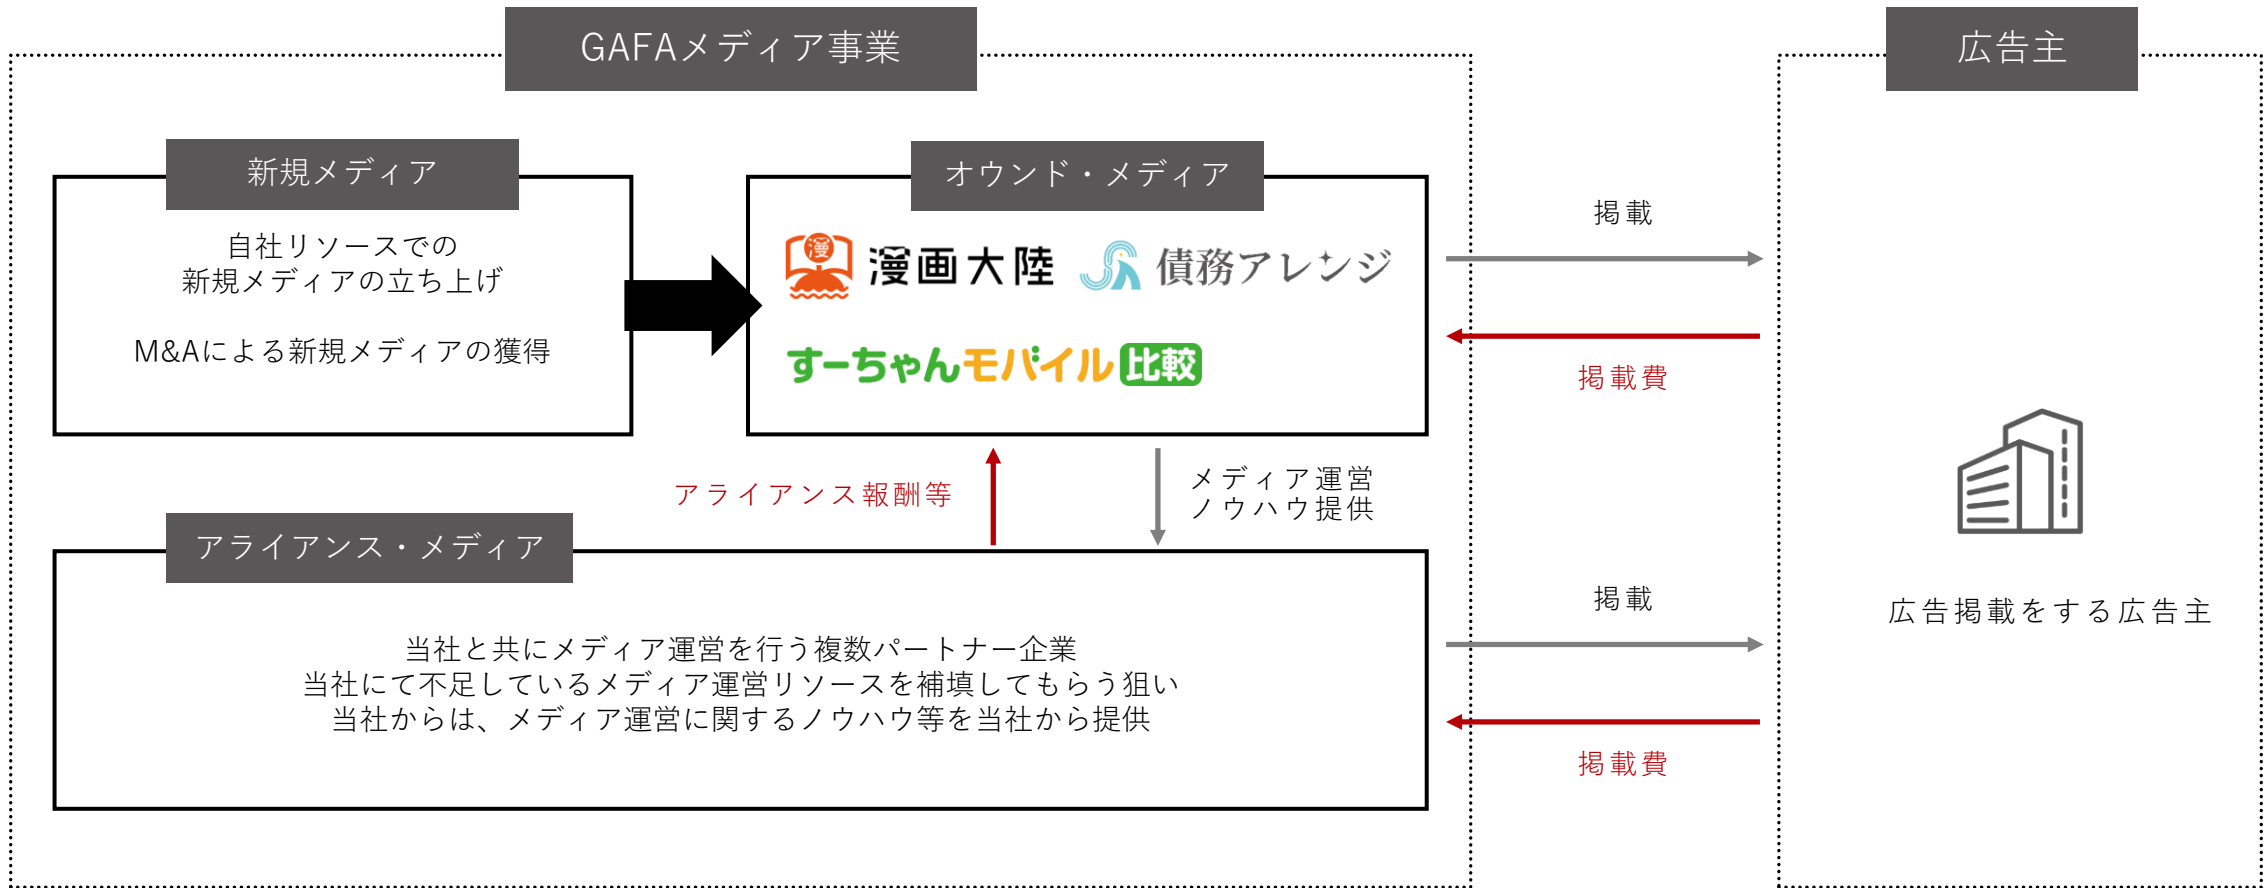 GAFAメディア事業
広告主
新規メディア
自社リソースでの
新規メディアの立ち上げ
M&Aによる新規メディアの獲得
オウンド・メディア
漫
漫画大陸
債務アレンジ
すーちゃんモバイル比較
掲載
掲載費
アライアンス報酬等
メディア運営
ノウハウ提供
アライアンス・メディア
当社と共にメディア運営を行う複数パートナー企業
当社にて不足しているメディア運営リソースを補填してもらう狙い
当社からは、メディア運営に関するノウハウ等を当社から提供
掲載
掲載費
広告掲載をする広告主